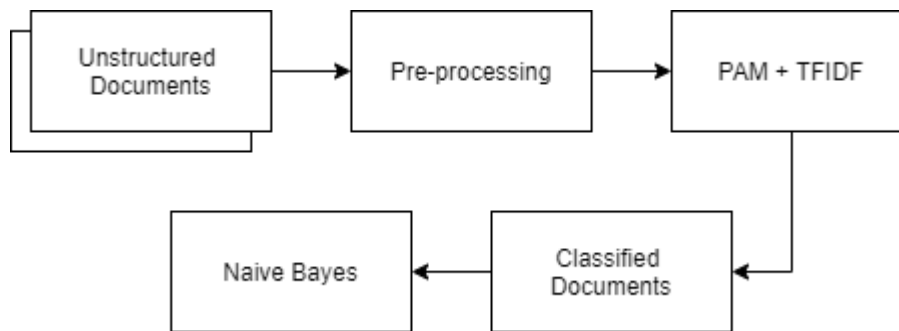 Unstructured
Documents
Pre-processing
PAM + TFIDF
Naive Bayes
Classified
Documents